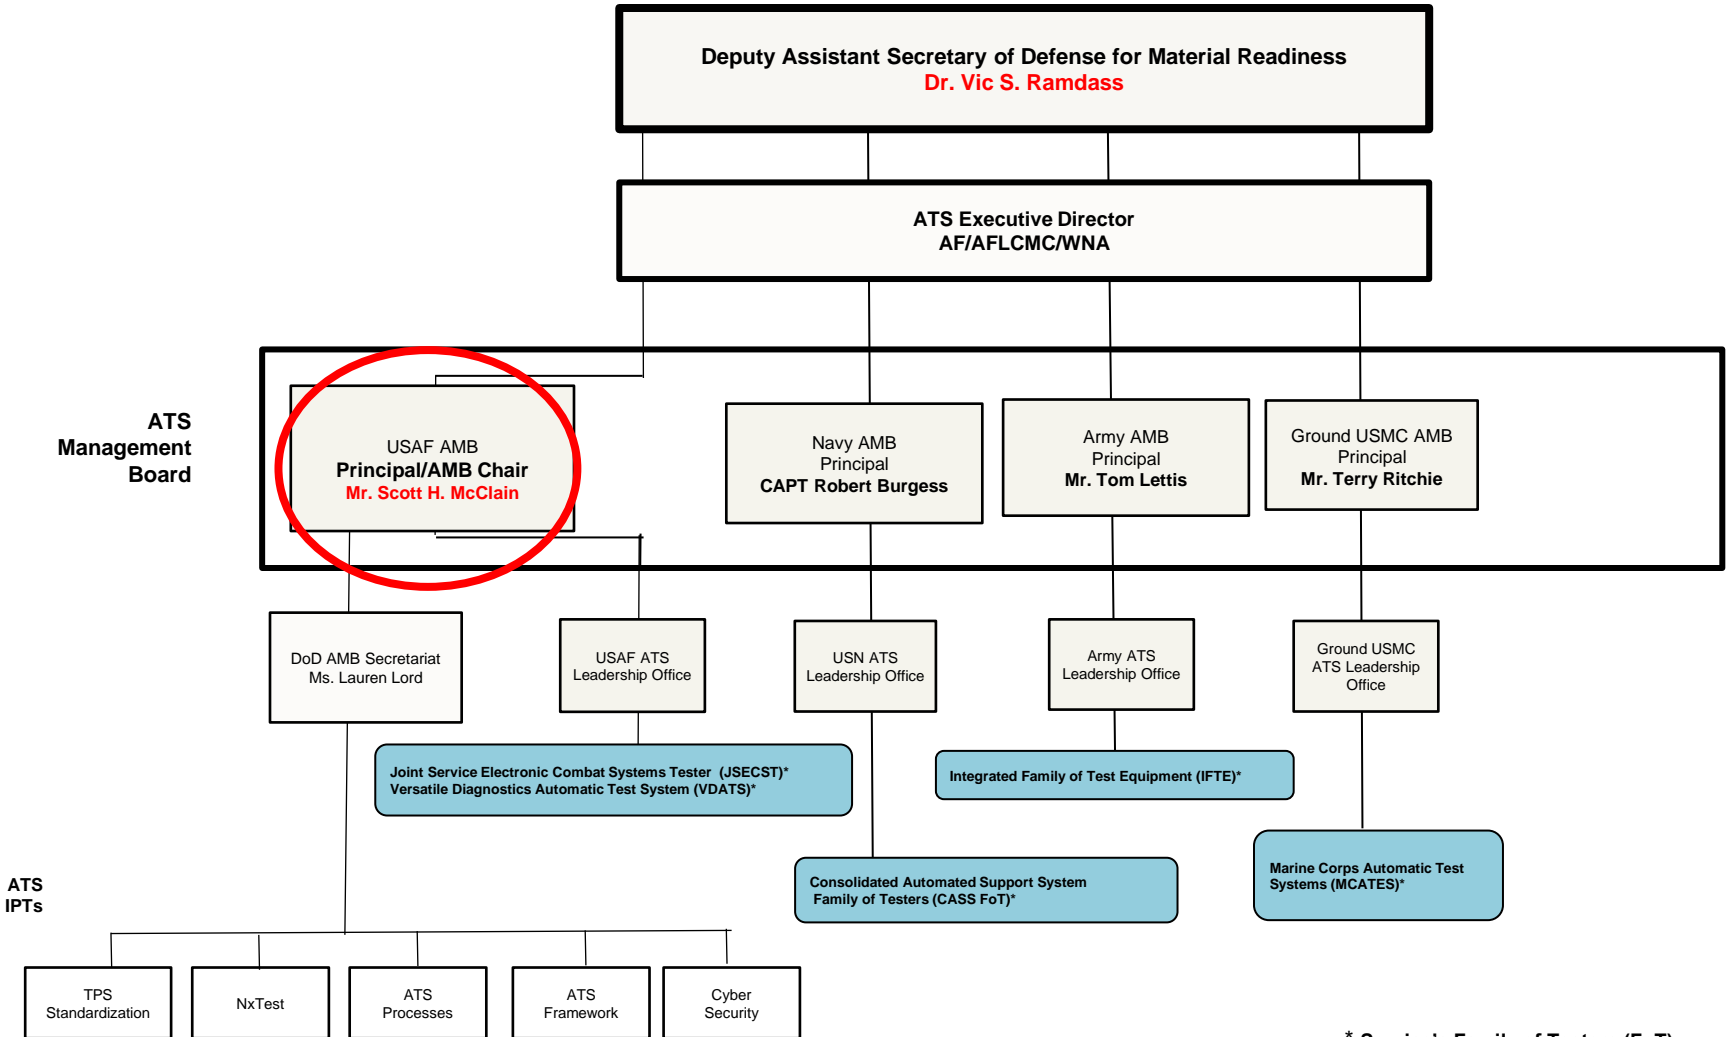 Deputy Assistant Secretary of Defense for Material Readiness
Dr. Vic S. Ramdass
ATS Executive Director
AF/AFLCMC/WNA
ATS
Management
Board
USAF AMB
Principal/AMB Chair
Mr. Scott H. McClain
Navy AMB
Principal
CAPT Robert Burgess
Army AMB
Principal
Mr. Tom Lettis
Ground USMC AMB
Principal
Mr. Terry Ritchie
DoD AMB Secretariat
Ms. Lauren Lord
USAF ATS
Leadership Office
USN ATS
Leadership Office
Army ATS
Leadership Office
Ground USMC
ATS Leadership
Office
Joint Service Electronic Combat Systems Tester (JSECST)*
Versatile Diagnostics Automatic Test System (VDATS)*
Integrated Family of Test Equipment (IFTE)*
Consolidated Automated Support System
Family of Testers (CASS FoT)*
Marine Corps Automatic Test
Systems (MCATES)*
ATS
IPTs
TPS
Standardization
NxTest
ATS
Processes
ATS
Framework
Cyber
Security